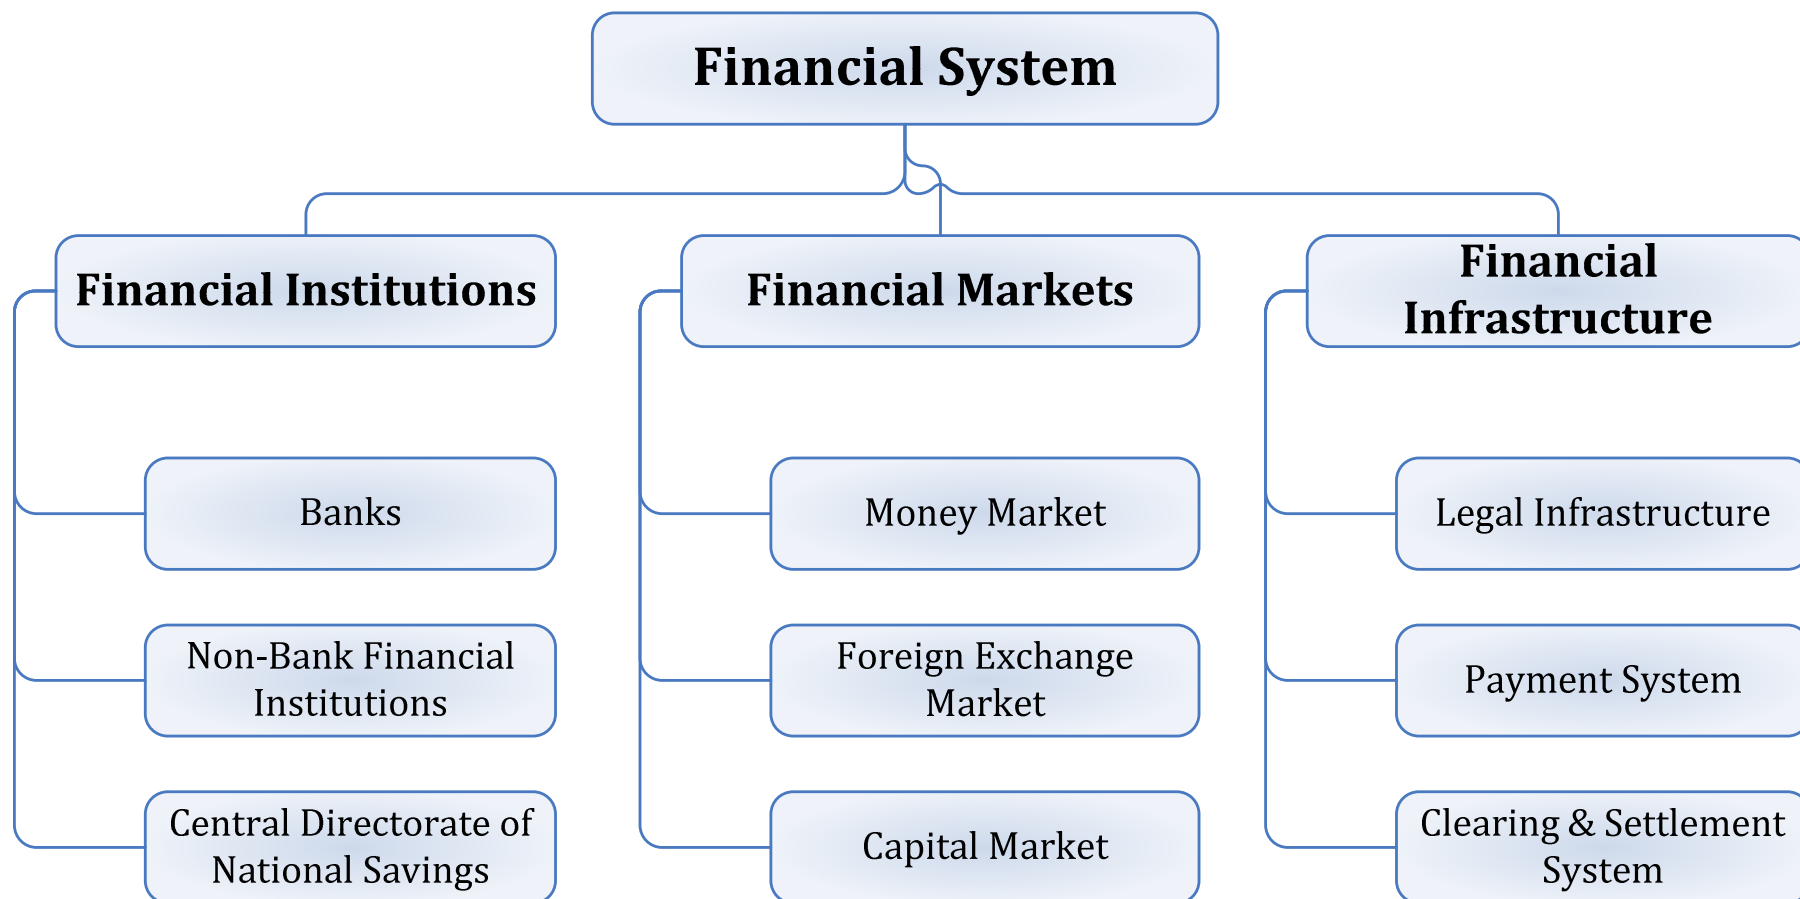 Financial System
Financial Institutions
Financial Markets
Financial
Infrastructure
Banks
Money Market
Legal Infrastructure
Non-Bank Financial
Institutions
Foreign Exchange
Market
Payment System
Central Directorate of
National Savings
Capital Market
Clearing & Settlement
System